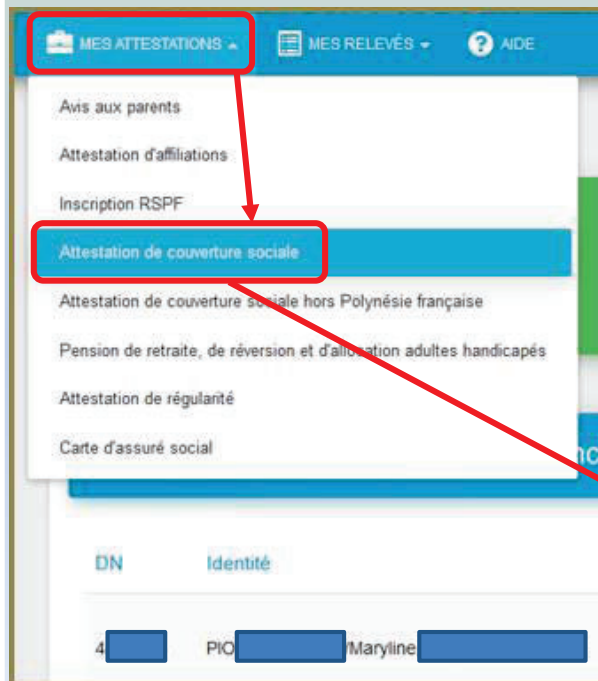 MES ATTESTATIONS MES RELEVÉS AIDE
Avis aux parents
Attestation d'affiliations
Inscription RSPF
Attestation de couverture sociale
Attestation de couverture sociale hors Polynésie française
Pension de retraite, de réversion et d'allocation adultes handicapés
Attestation de régularité
Carte d'assuré social
DN Identité
4 PIO /Maryline